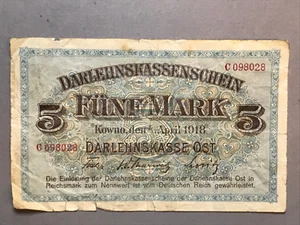 DARLEHNSKASSENSCHEIN
C 098028
5 FÜNF MARK 5
Kowno, den 4. April 1918
C 098028
DARLEHNSKASSE OST
Die Einlösung der Darlehnskassenscheine der Darlehnskasse Ost in
Reichsmark zum Nennwert ist vom Deutschen Reich gewährleistet.